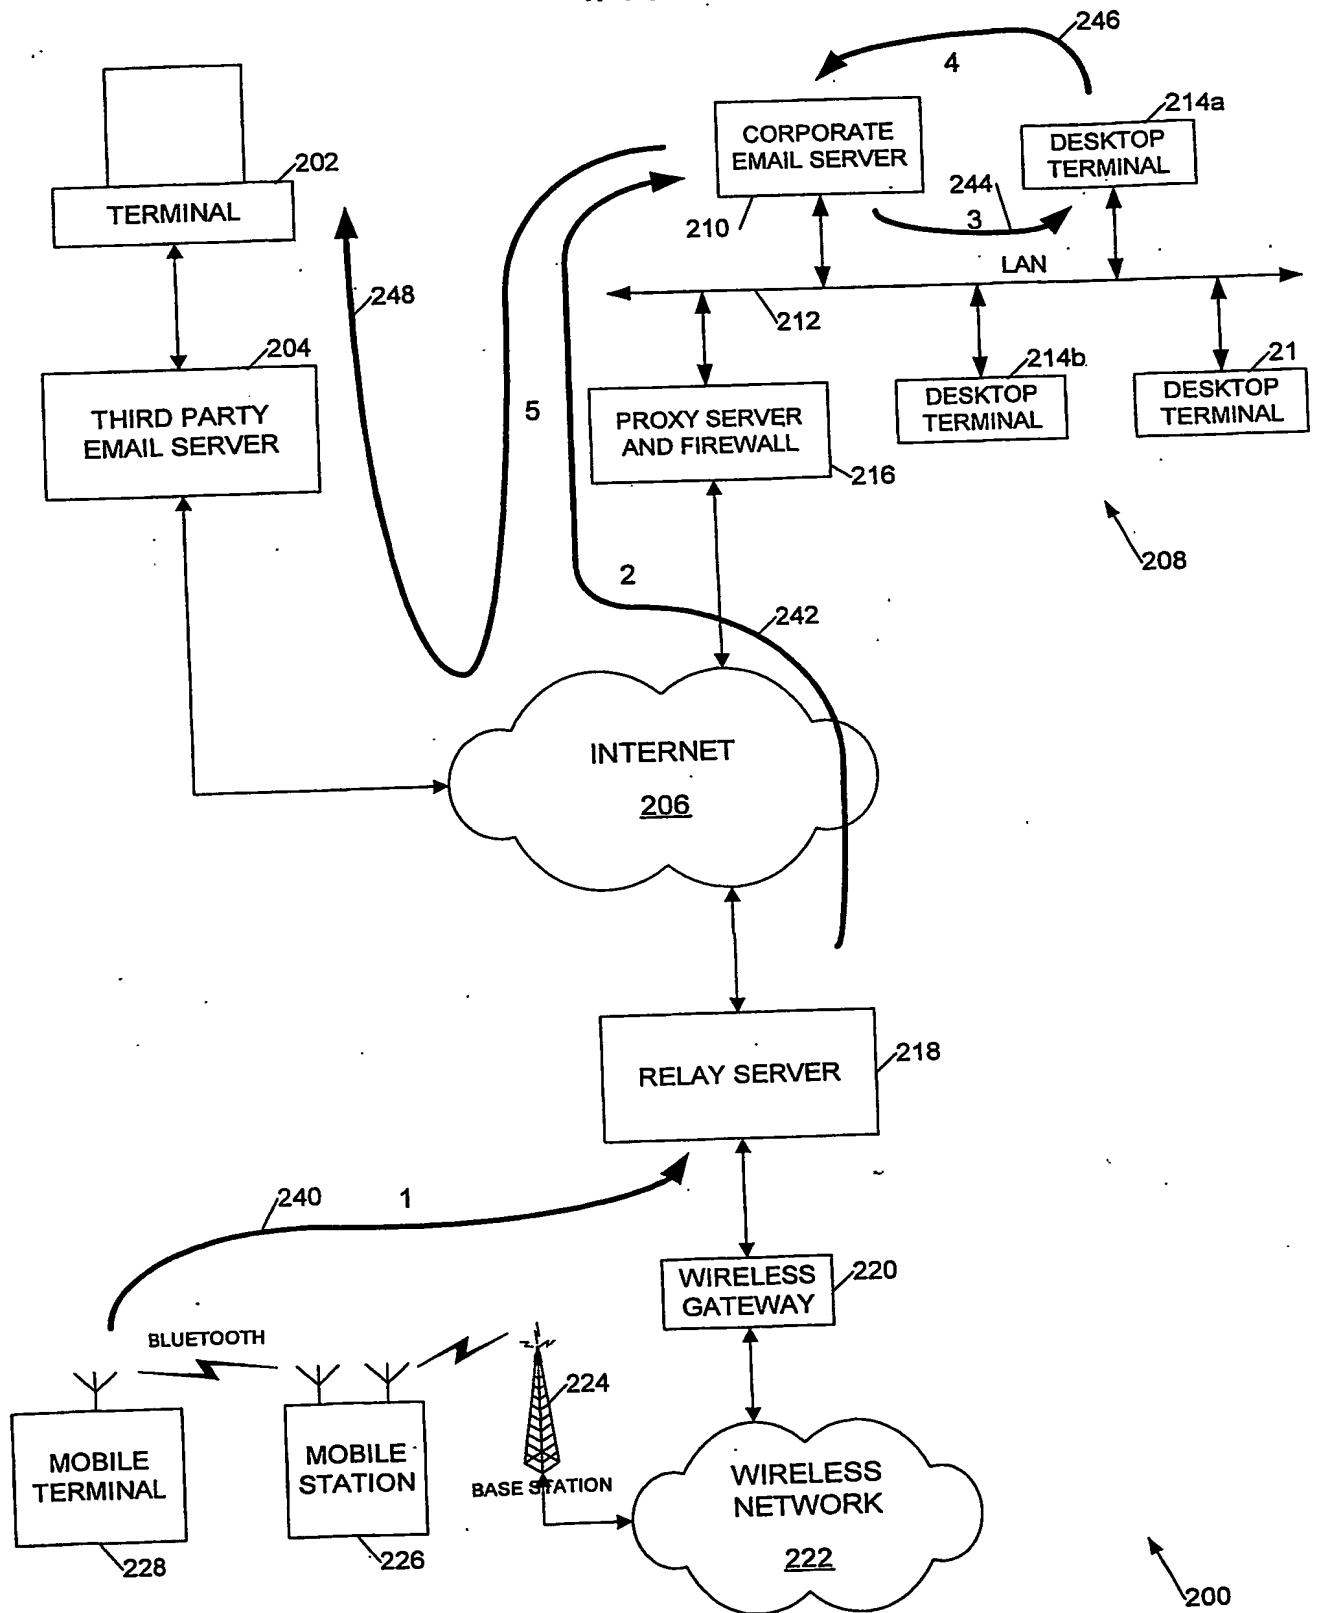 246
4
CORPORATE
EMAIL SERVER
210
214a
DESKTOP
TERMINAL
244
3
202
TERMINAL
LAN
248
212
204
THIRD PARTY
EMAIL SERVER
5
PROXY SERVER
AND FIREWALL
216
214b
DESKTOP
TERMINAL
21
DESKTOP
TERMINAL
208
2
242
INTERNET
206
RELAY SERVER
218
240
1
WIRELESS
GATEWAY
220
BLUETOOTH
224
MOBILE
TERMINAL
228
MOBILE
STATION
226
BASE STATION
WIRELESS
NETWORK
222
200